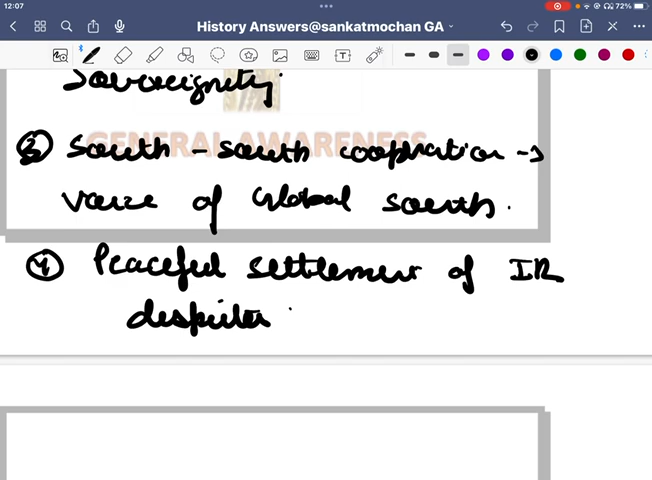 12:07
72%
History Answers@sankatmochan GA
Sovereignty.
GENERAL AWARENESS
③ South - South cooperation →
voice of Global South.
④ Peaceful settlement of IR
disputes